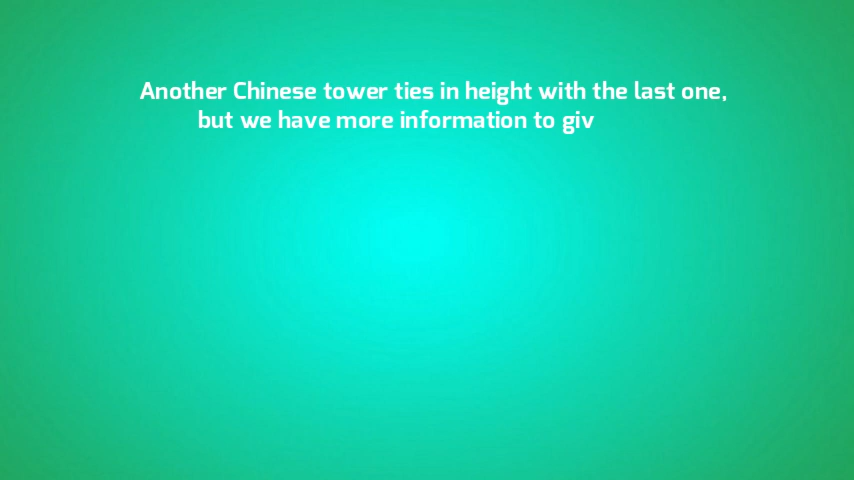 Another Chinese tower ties in height with the last one,
but we have more information to giv